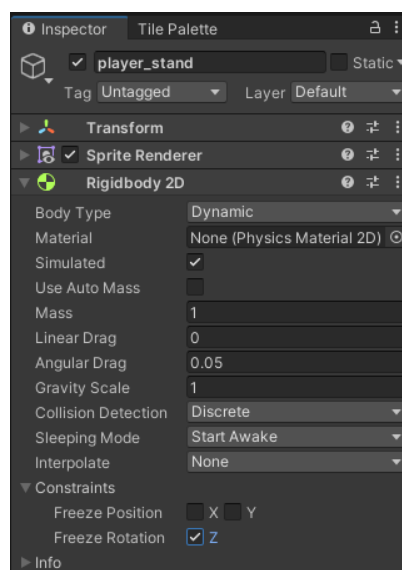 Inspector Tile Palette
player_stand Static
Tag Untagged Layer Default
Transform
Sprite Renderer
Rigidbody 2D
Body Type Dynamic
Material None (Physics Material 2D)
Simulated
Use Auto Mass
Mass 1
Linear Drag 0
Angular Drag 0.05
Gravity Scale 1
Collision Detection Discrete
Sleeping Mode Start Awake
Interpolate None
Constraints
Freeze Position X Y
Freeze Rotation Z
Info